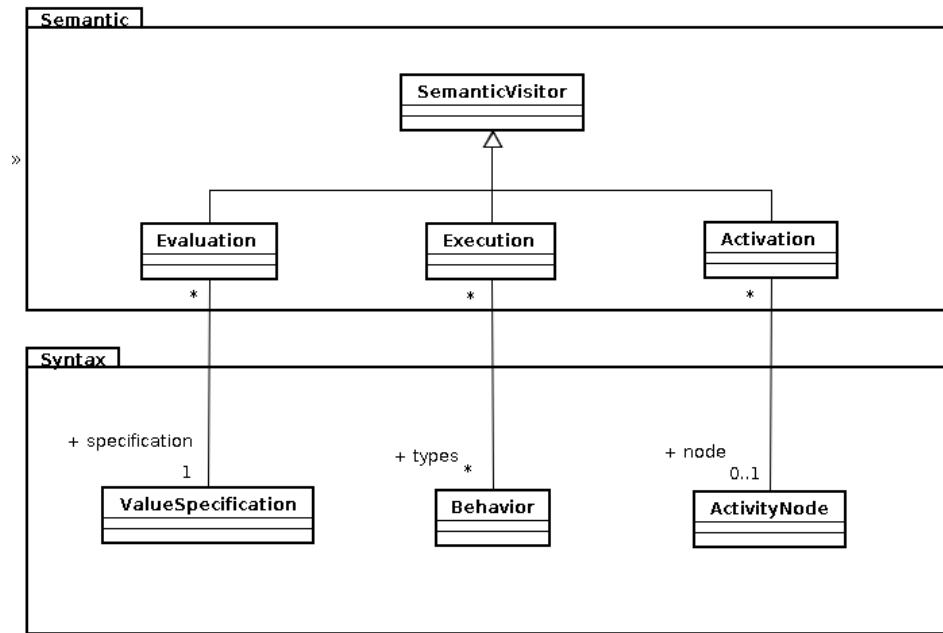 Semantic
SemanticVisitor
»
Evaluation Execution Activation
* * *
Syntax
+ specification
1
+ types
*
+ node
0..1
ValueSpecification Behavior ActivityNode